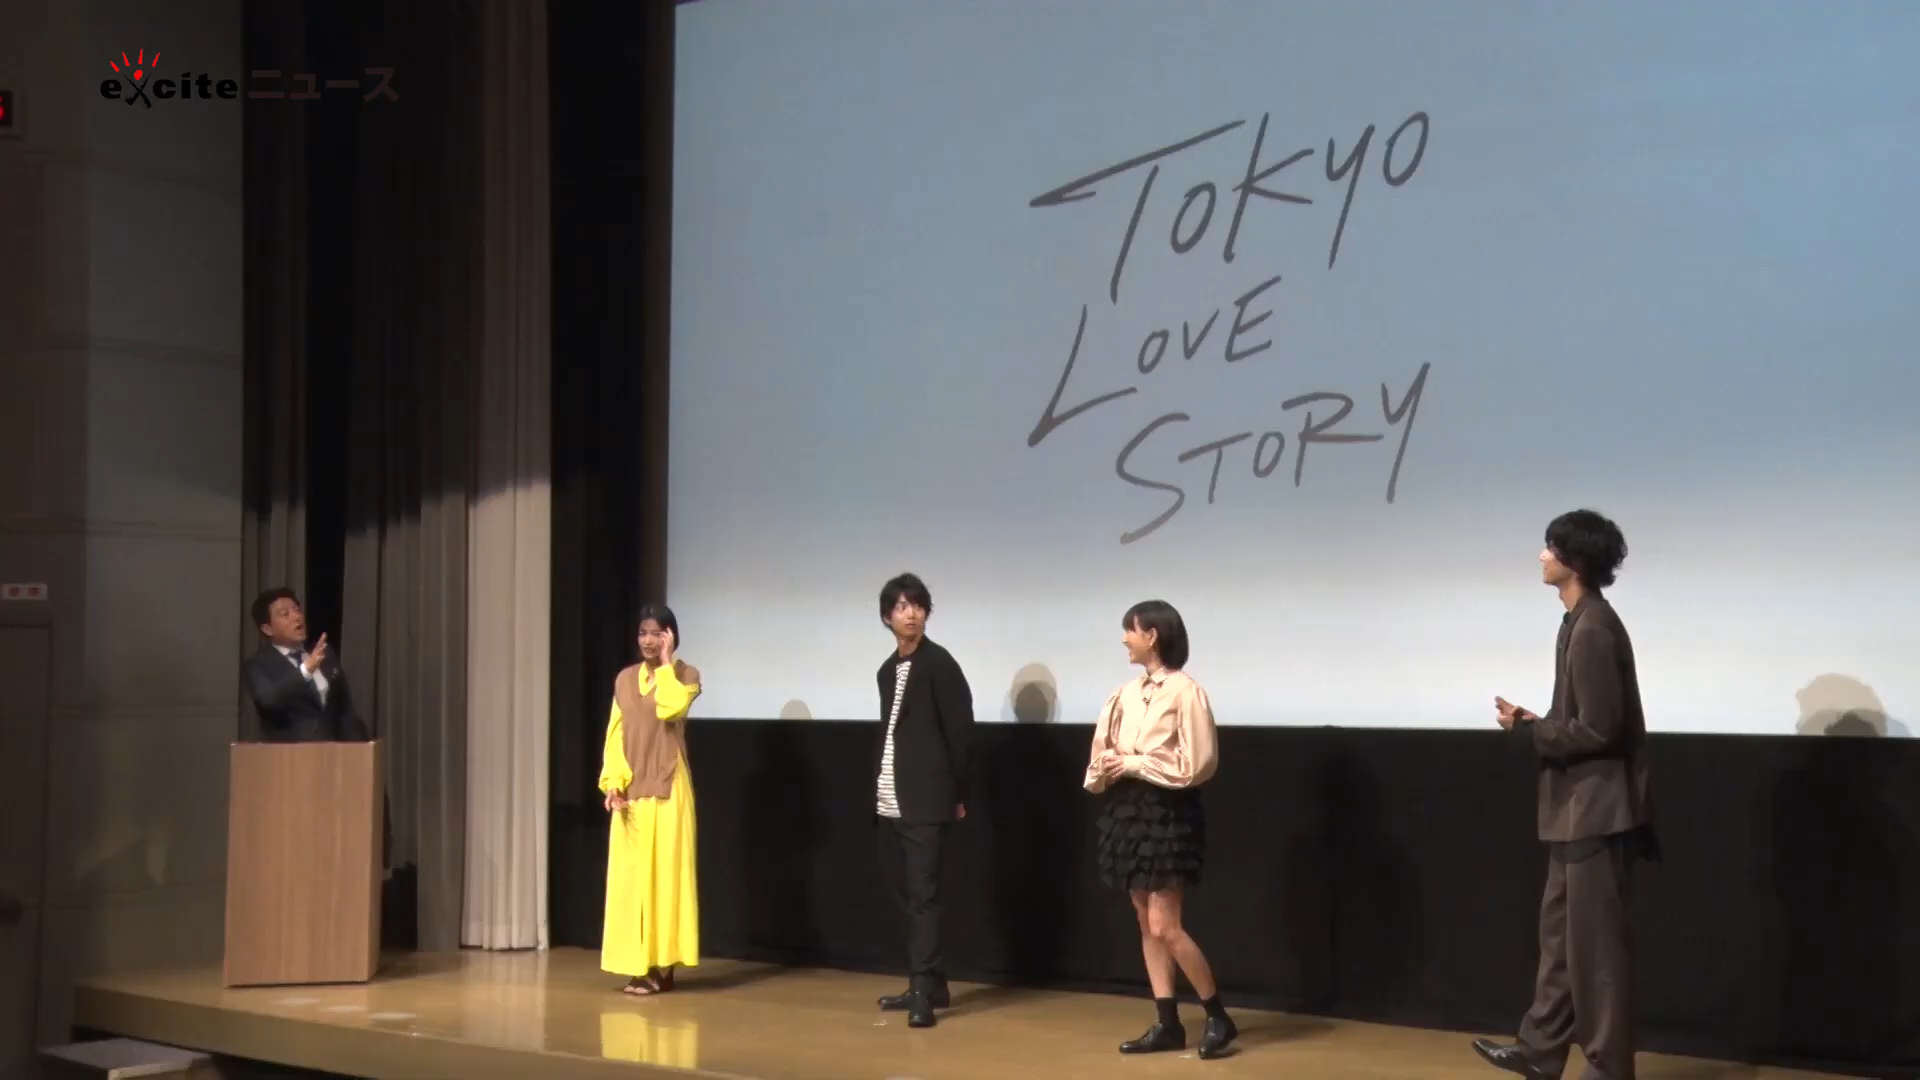 excite ニュース
TOKYO
LOVE
STORY